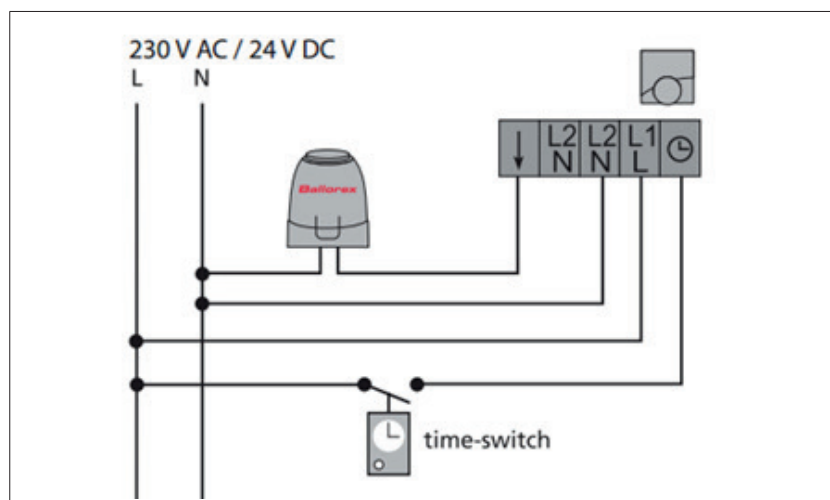 230 V AC / 24 V DC
L N
L2 L2 L1
N N L
Ballorex
time-switch